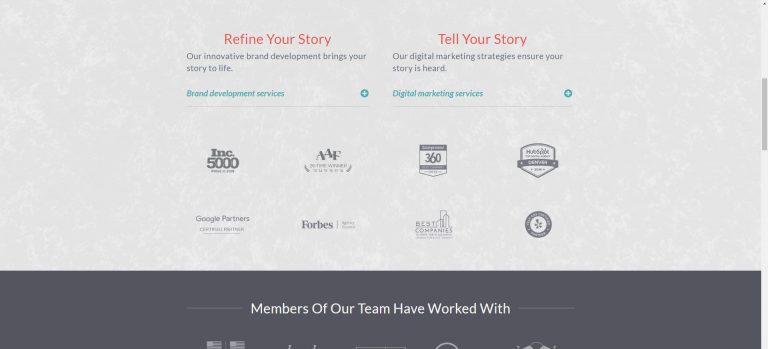 Refine Your Story
Our innovative brand development brings your
story to life.
Brand development services
Tell Your Story
Our digital marketing strategies ensure your
story is heard.
Digital marketing services
Inc.
5000
AAF
Entrepreneur
360
HubSpot
DENVER
Google Partners
CERTIFIED PARTNER
Forbes
Agency
Council
BEST
COMPANIES
Members Of Our Team Have Worked With